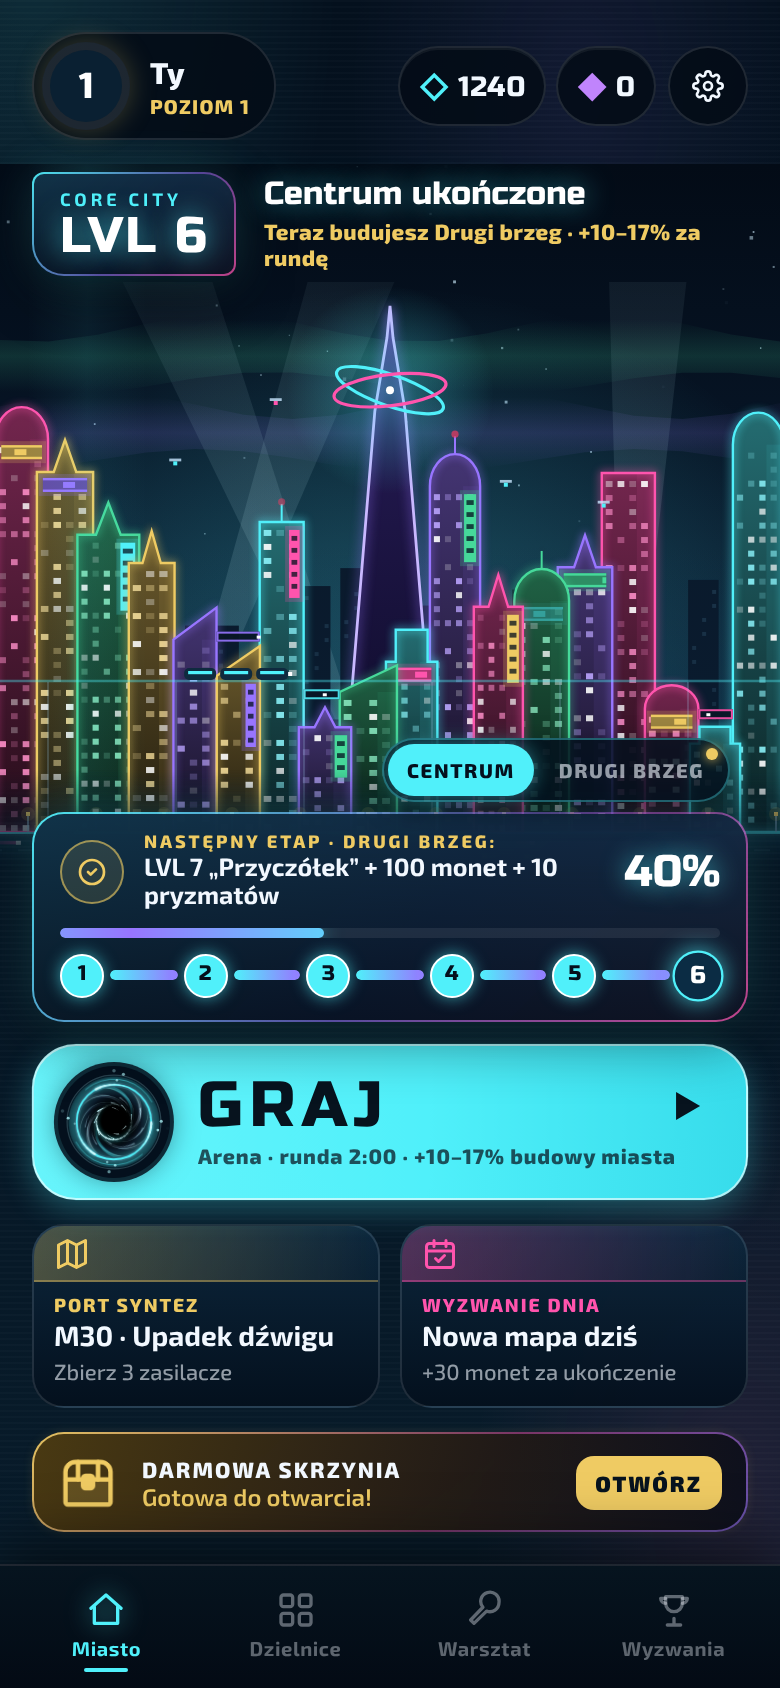 1
Ty
POZIOM 1
1240
0
CORE CITY
LVL 6
Centrum ukończone
Teraz budujesz Drugi brzeg · +10–17% za
rundę
CENTRUM
DRUGI BRZEG
NASTĘPNY ETAP · DRUGI BRZEG:
LVL 7 „Przyczółek” + 100 monet + 10
pryzmatów
40%
1 2 3 4 5 6
GRAJ
Arena · runda 2:00 · +10–17% budowy miasta
PORT SYNTEZ
M30 · Upadek dźwigu
Zbierz 3 zasilacze
WYZWANIE DNIA
Nowa mapa dziś
+30 monet za ukończenie
DARMOWA SKRZYNIA
Gotowa do otwarcia!
OTWÓRZ
Miasto
Dzielnice
Warsztat
Wyzwania